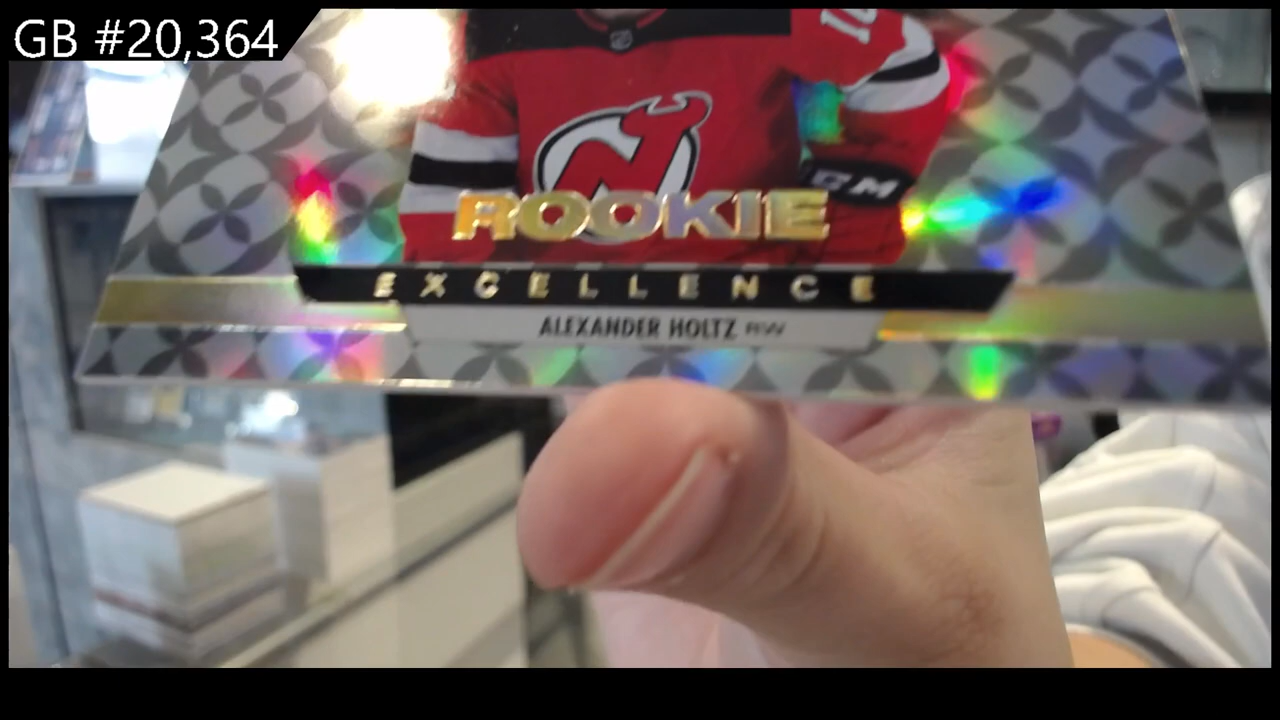 GB #20,364
CCM
ROOKIE
EXCELLENCE
ALEXANDER HOLTZ RW